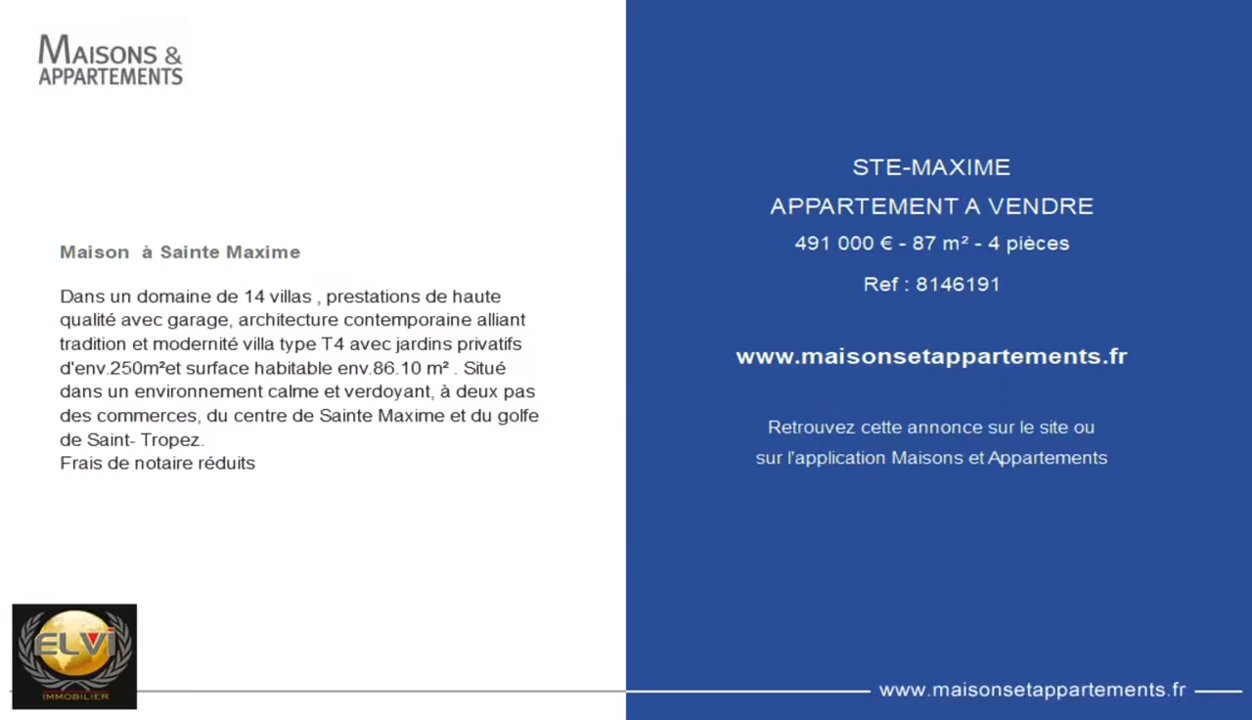 MAISONS &
APPARTEMENTS
Maison à Sainte Maxime
Dans un domaine de 14 villas , prestations de haute
qualité avec garage, architecture contemporaine alliant
tradition et modernité villa type T4 avec jardins privatifs
d'env.250m²et surface habitable env.86.10 m² . Situé
dans un environnement calme et verdoyant, à deux pas
des commerces, du centre de Sainte Maxime et du golfe
de Saint- Tropez.
Frais de notaire réduits
ELVI
IMMOBILIER
STE-MAXIME
APPARTEMENT A VENDRE
491 000 € - 87 m² - 4 pièces
Ref : 8146191
www.maisonsetappartements.fr
Retrouvez cette annonce sur le site ou
sur l'application Maisons et Appartements
www.maisonsetappartements.fr